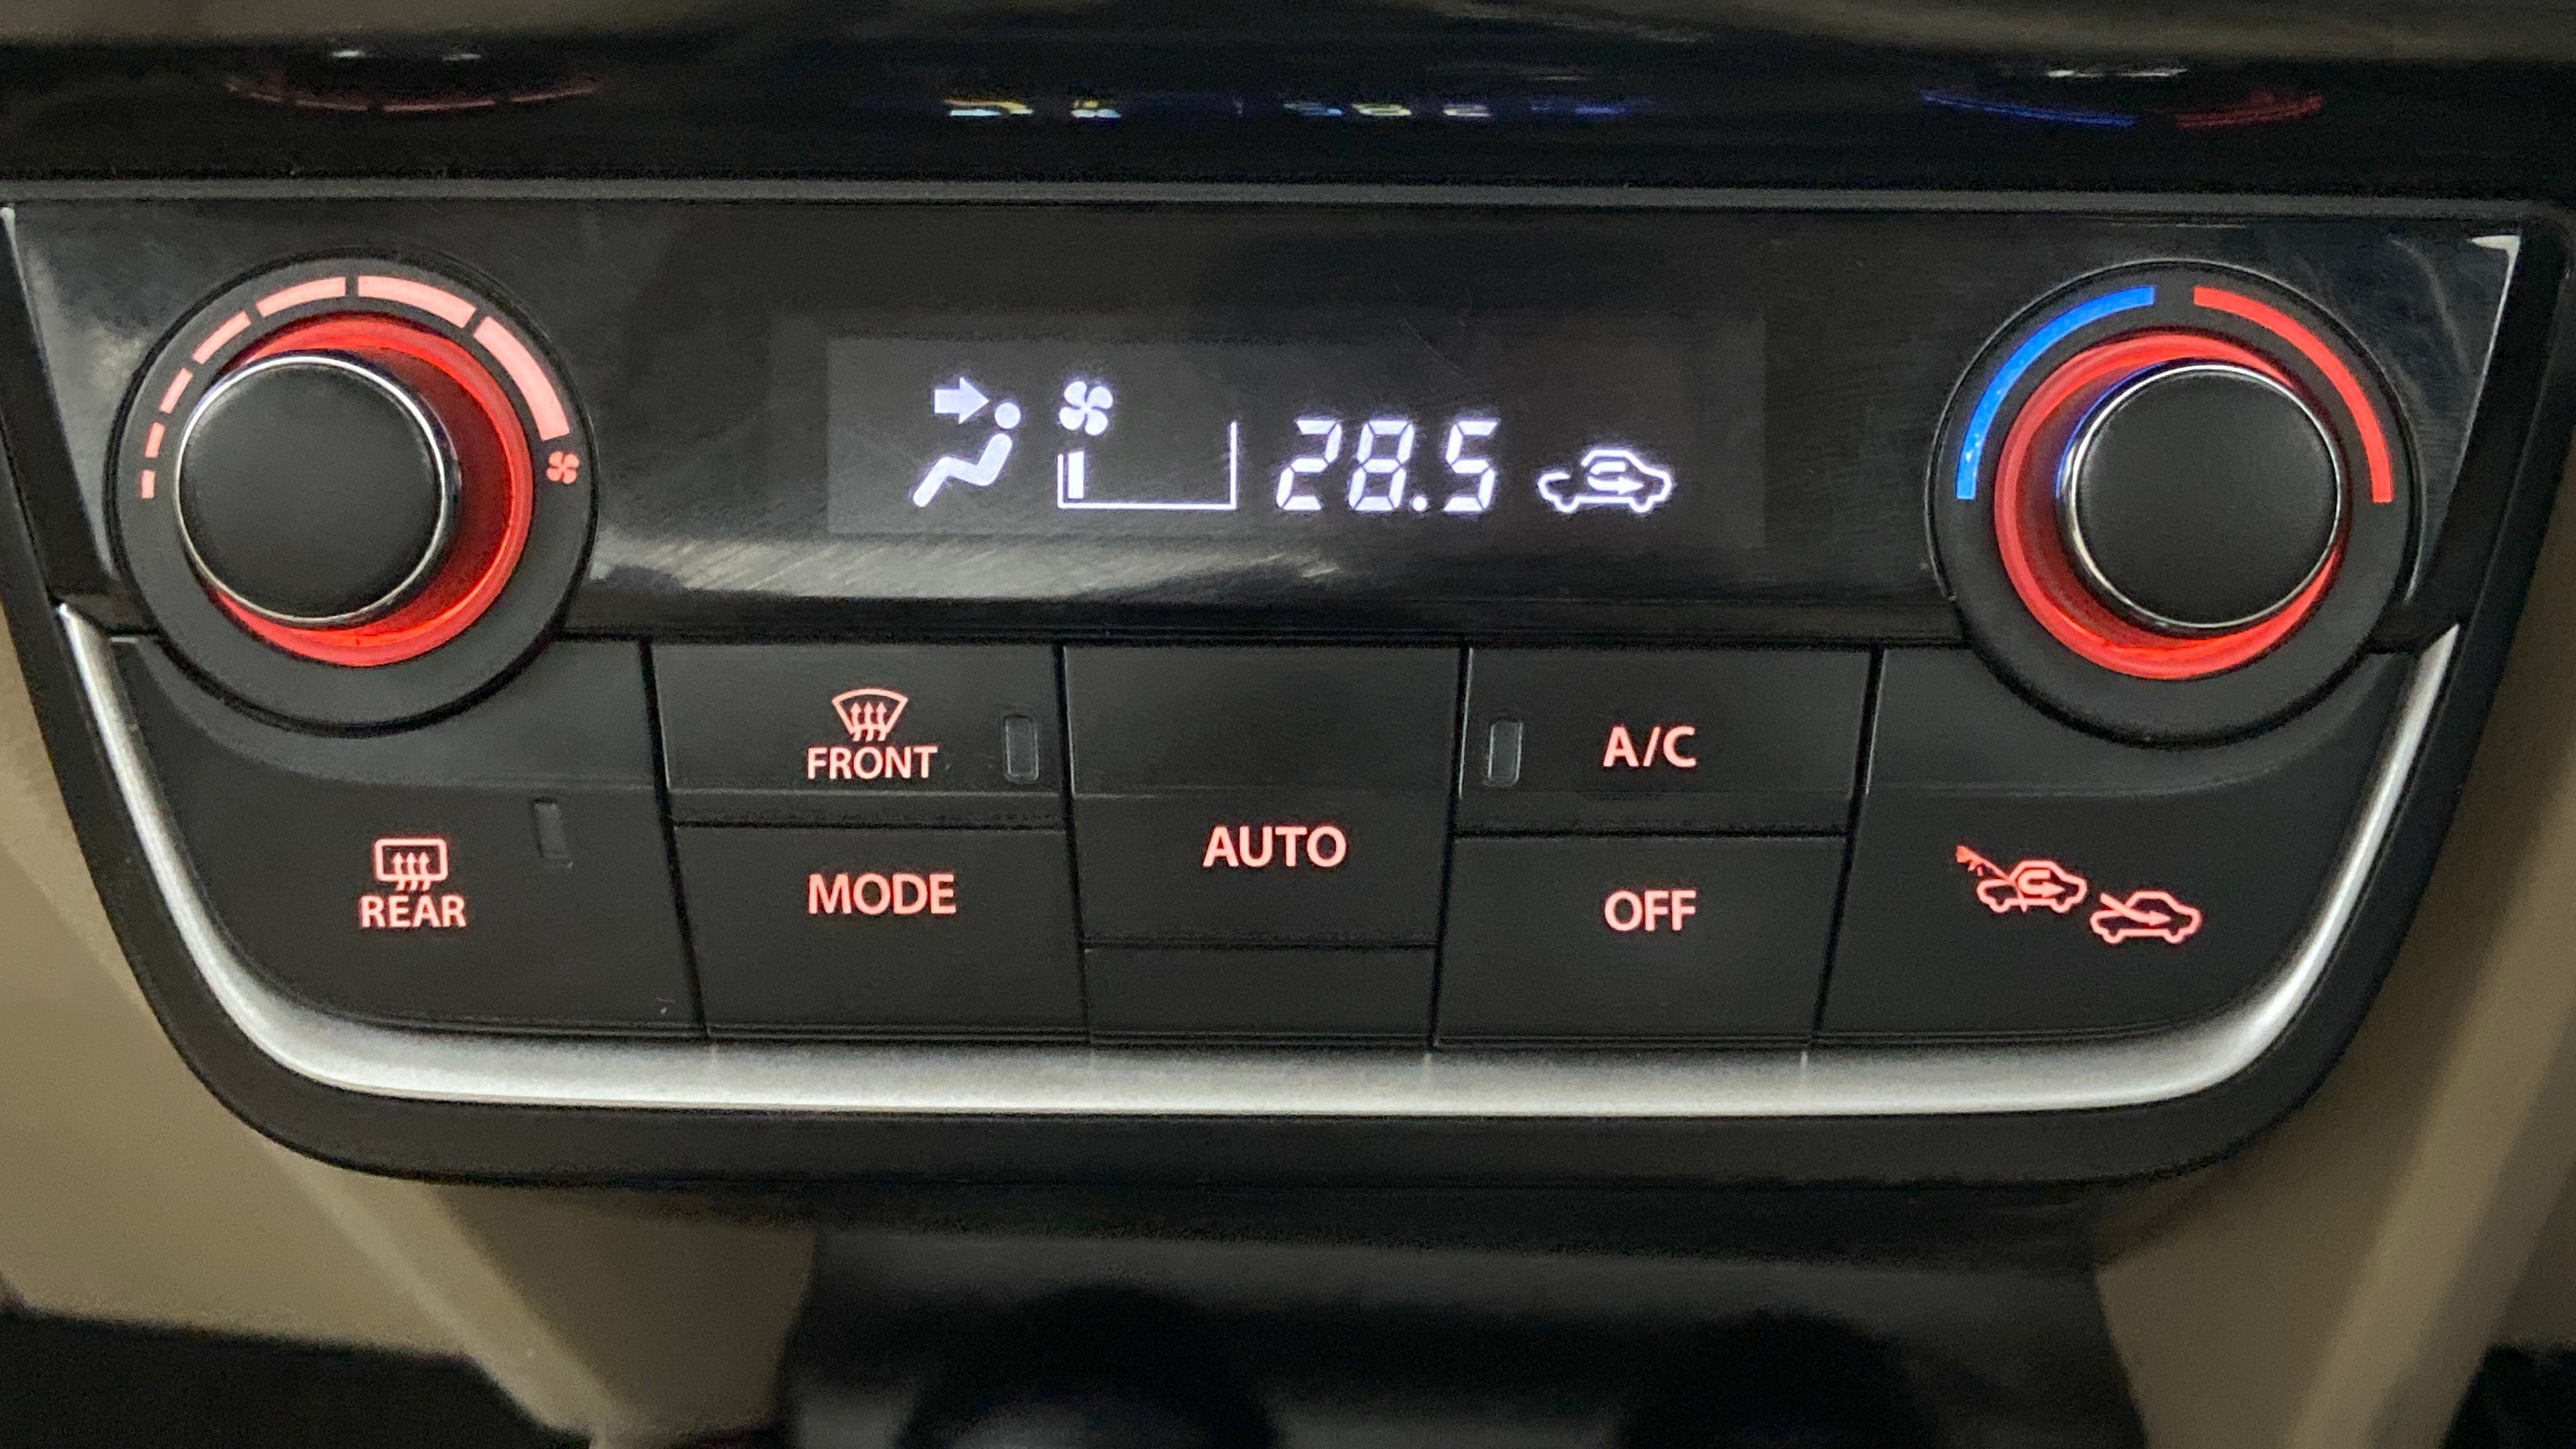 28.5
FRONT
A/C
AUTO
REAR
MODE
OFF